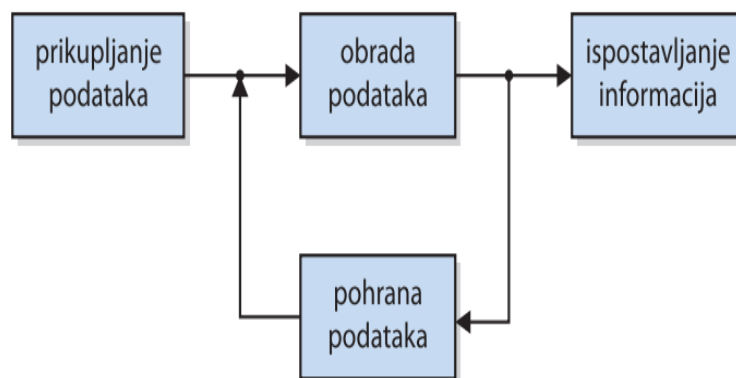 prikupljanje
podataka
obrada
podataka
ispostavljanje
informacija
pohrana
podataka